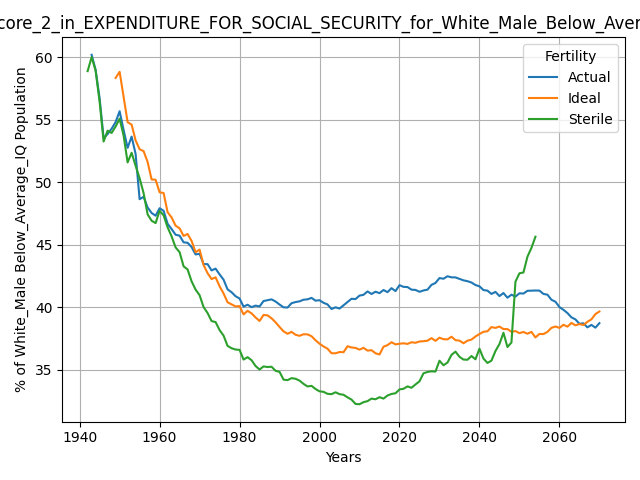 core_2_in_EXPENDITURE_FOR_SOCIAL_SECURITY_for_White_Male_Below_Aver
% of White_Male Below_Average_IQ Population
60
55
50
45
40
35
Fertility
Actual
Ideal
Sterile
1940 1960 1980 2000 2020 2040 2060
Years